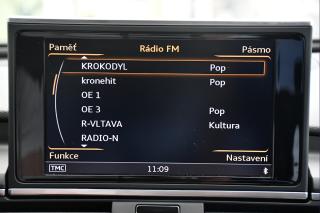 Paměť Rádio FM Pásmo
KROKODYL Pop
kronehit Pop
OE 1
OE 3 Pop
R-VLTAVA Kultura
RADIO-N
Funkce Nastavení
TMC 11:09